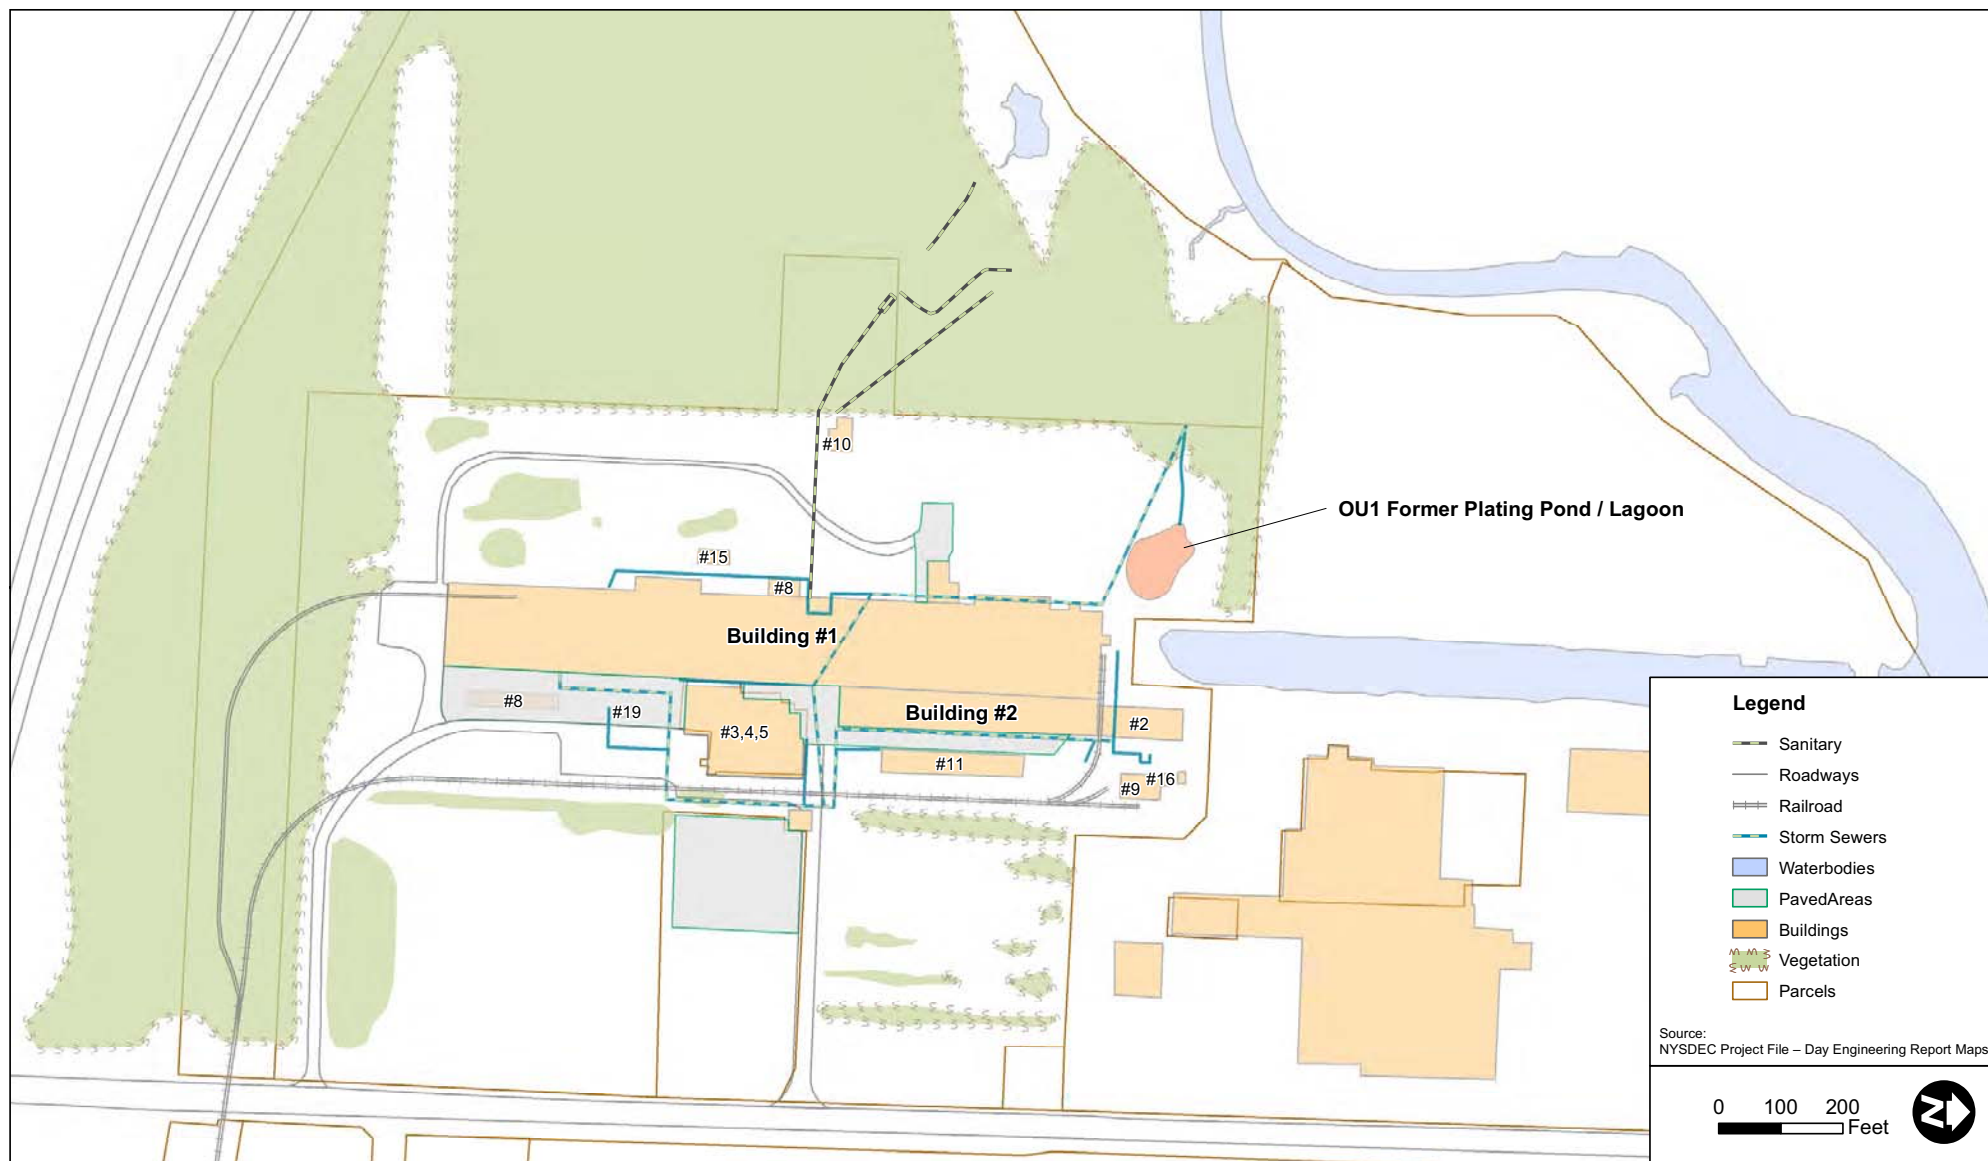 #10
OU1 Former Plating Pond / Lagoon
#15
#8
Building #1
#8
#19
#3,4,5
Building #2
#2
#11
#9
#16
Legend
Sanitary
Roadways
Railroad
Storm Sewers
Waterbodies
PavedAreas
Buildings
Vegetation
Parcels
Source:
NYSDEC Project File – Day Engineering Report Maps
0 100 200
Feet
N